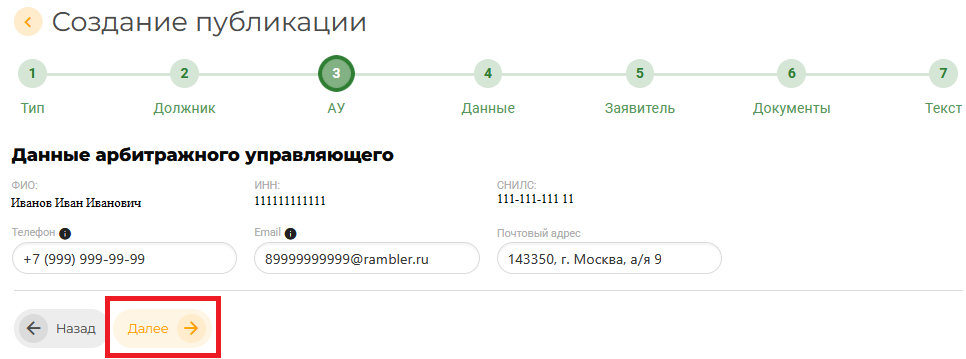 Создание публикации
1 2 3 4 5 6 7
Тип Должник АУ Данные Заявитель Документы Текст
Данные арбитражного управляющего
ФИО: ИНН: СНИЛС:
Иванов Иван Иванович 111111111111 111-111-111 11
Телефон Email Почтовый адрес
+7 (999) 999-99-99 89999999999@rambler.ru 143350, г. Москва, а/я 9
Назад Далее